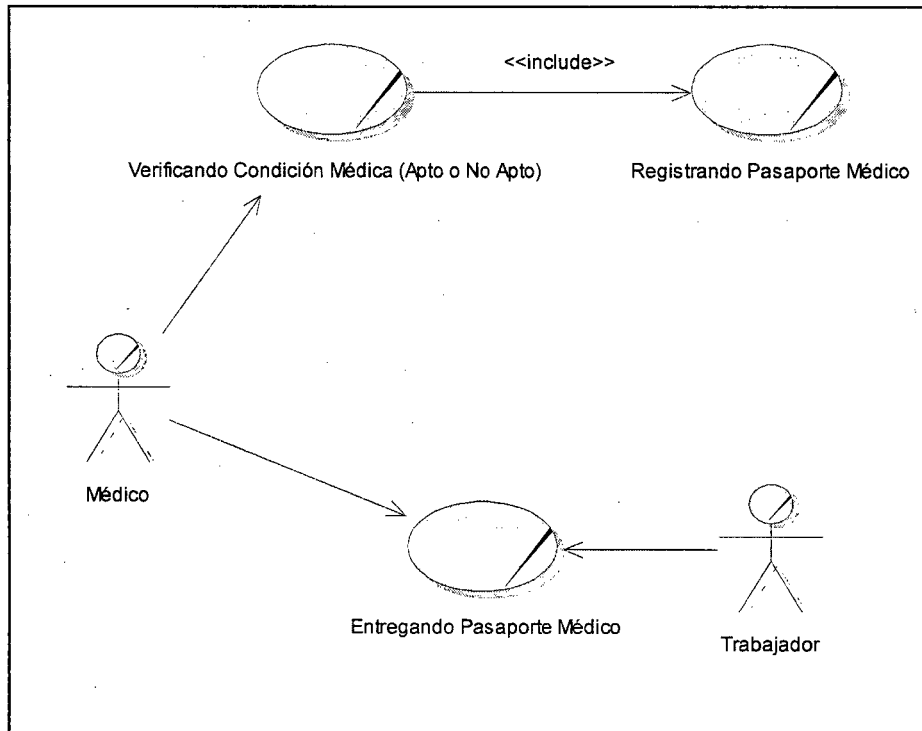 <<include>>
Verificando Condición Médica (Apto o No Apto)
Registrando Pasaporte Médico
Médico
Entregando Pasaporte Médico
Trabajador